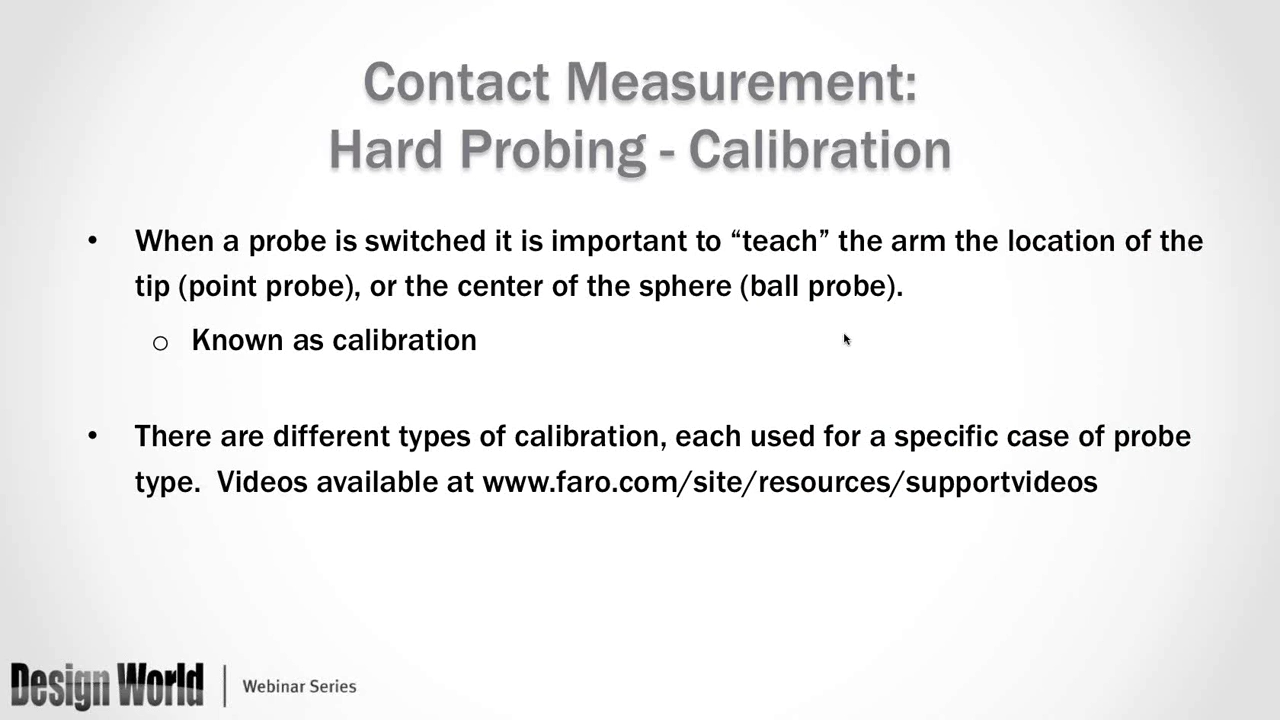 Contact Measurement:
Hard Probing - Calibration
• When a probe is switched it is important to “teach” the arm the location of the
tip (point probe), or the center of the sphere (ball probe).
o Known as calibration
• There are different types of calibration, each used for a specific case of probe
type.  Videos available at www.faro.com/site/resources/supportvideos
Design World | Webinar Series